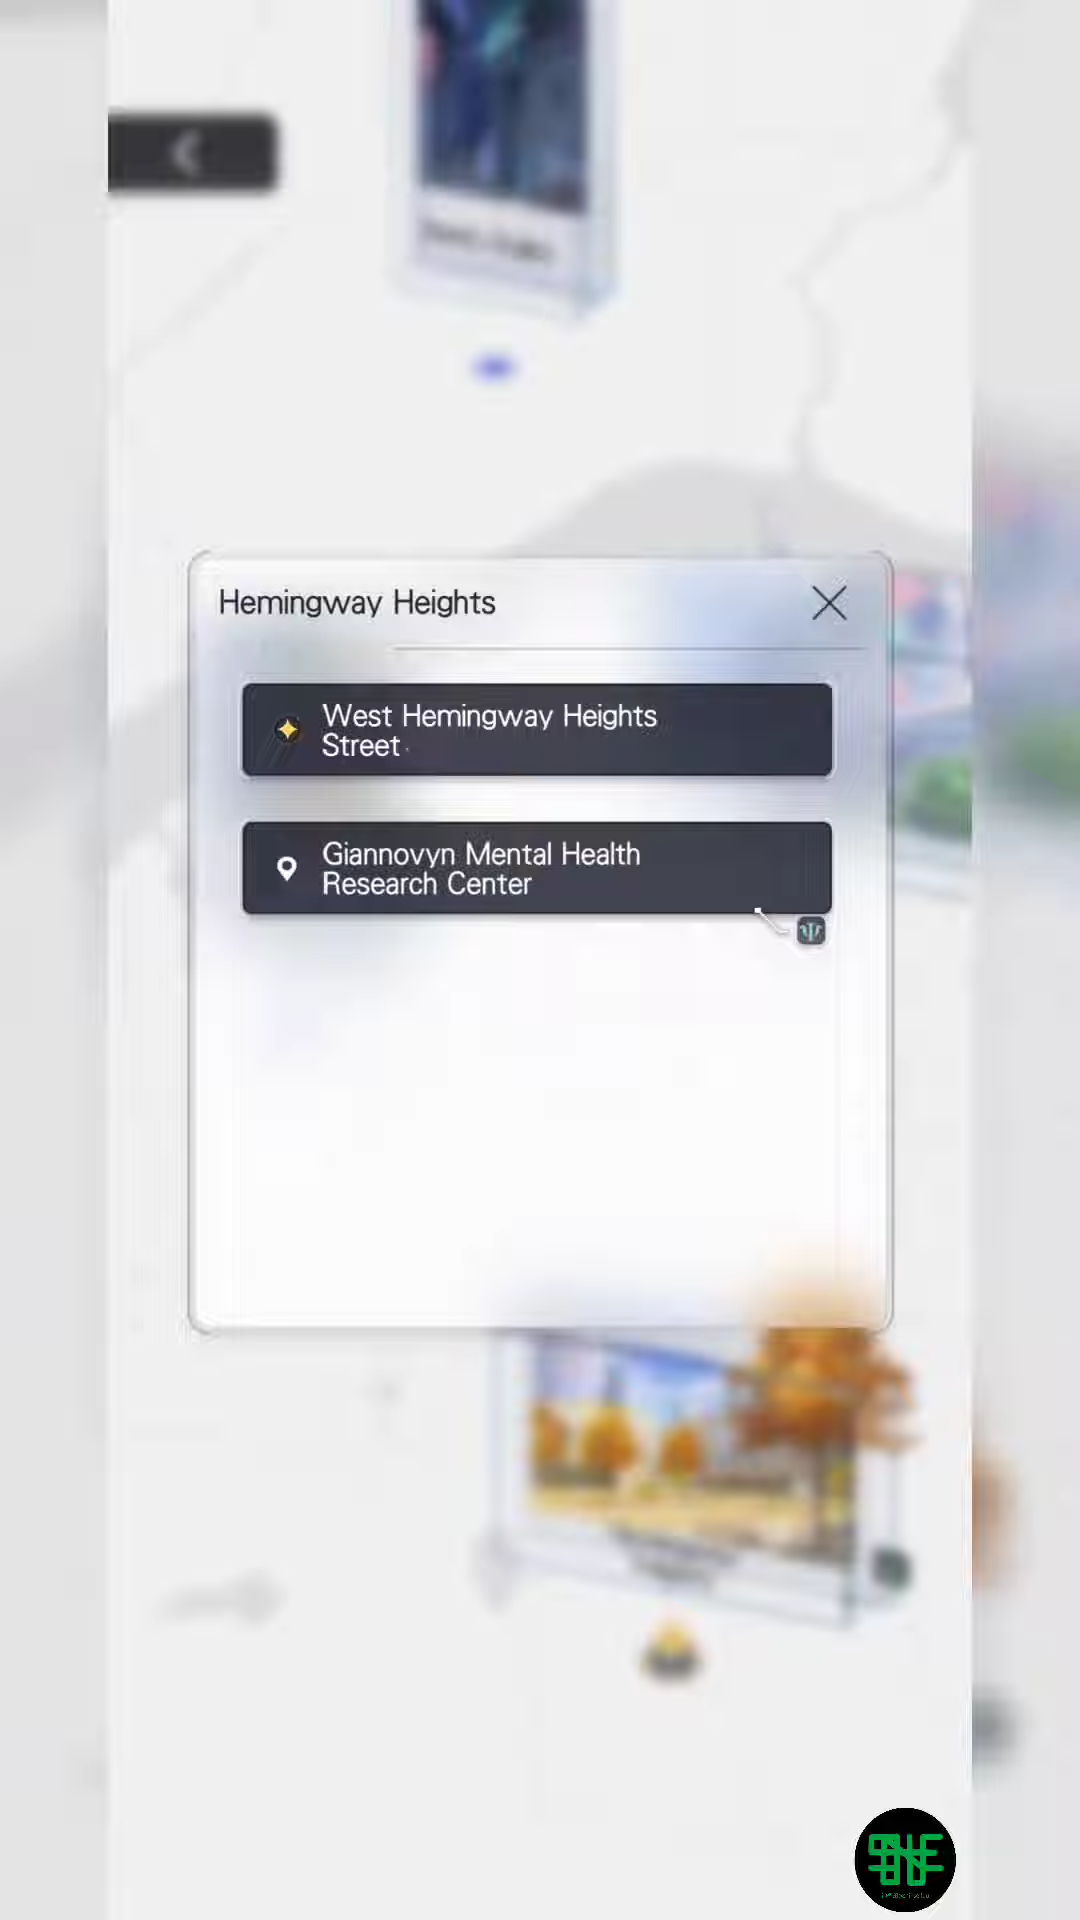 Hemingway Heights
West Hemingway Heights
Street
Giannovyn Mental Health
Research Center